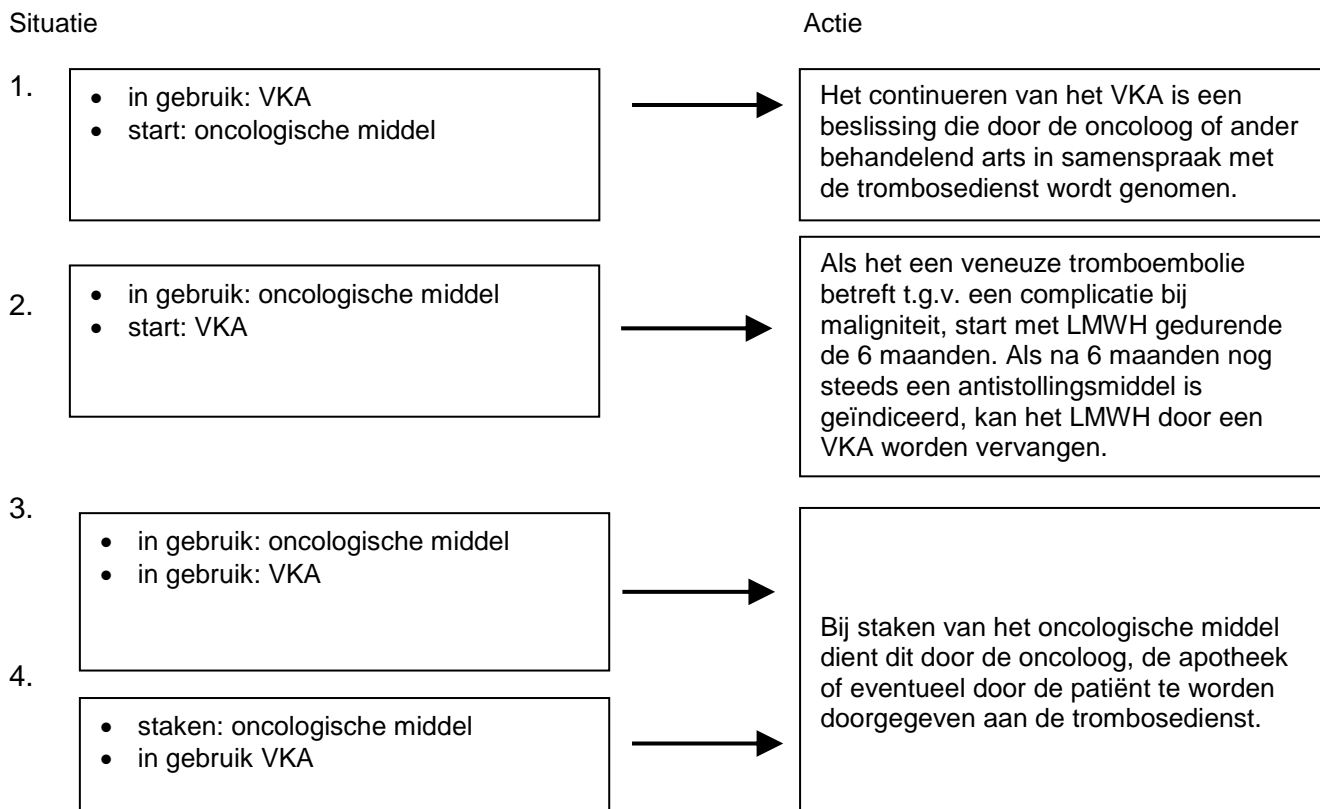 Situatie
Actie
1.
• in gebruik: VKA
• start: oncologische middel
Het continueren van het VKA is een
beslissing die door de oncoloog of ander
behandelend arts in samenspraak met
de trombosedienst wordt genomen.
2.
• in gebruik: oncologische middel
• start: VKA
Als het een veneuze tromboembolie
betreft t.g.v. een complicatie bij
maligniteit, start met LMWH gedurende
de 6 maanden. Als na 6 maanden nog
steeds een antistollingsmiddel is
geïndiceerd, kan het LMWH door een
VKA worden vervangen.
3.
• in gebruik: oncologische middel
• in gebruik: VKA
4.
• staken: oncologische middel
• in gebruik VKA
Bij staken van het oncologische middel
dient dit door de oncoloog, de apotheek
of eventueel door de patiënt te worden
doorgegeven aan de trombosedienst.